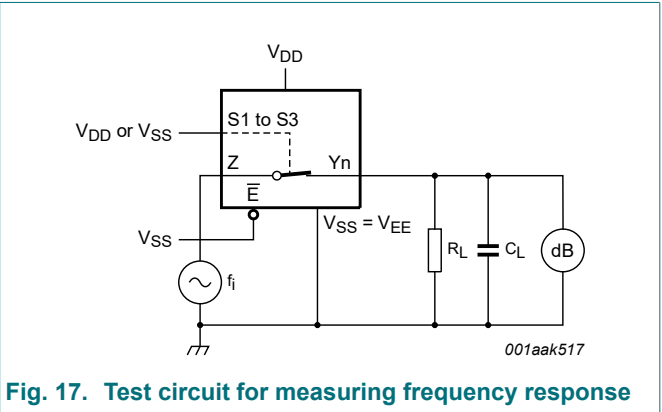 VDD
S1 to S3
VDD or VSS
Z
Yn
E
VSS = VEE
VSS
RL
CL
dB
fi
001aak517
Fig. 17. Test circuit for measuring frequency response